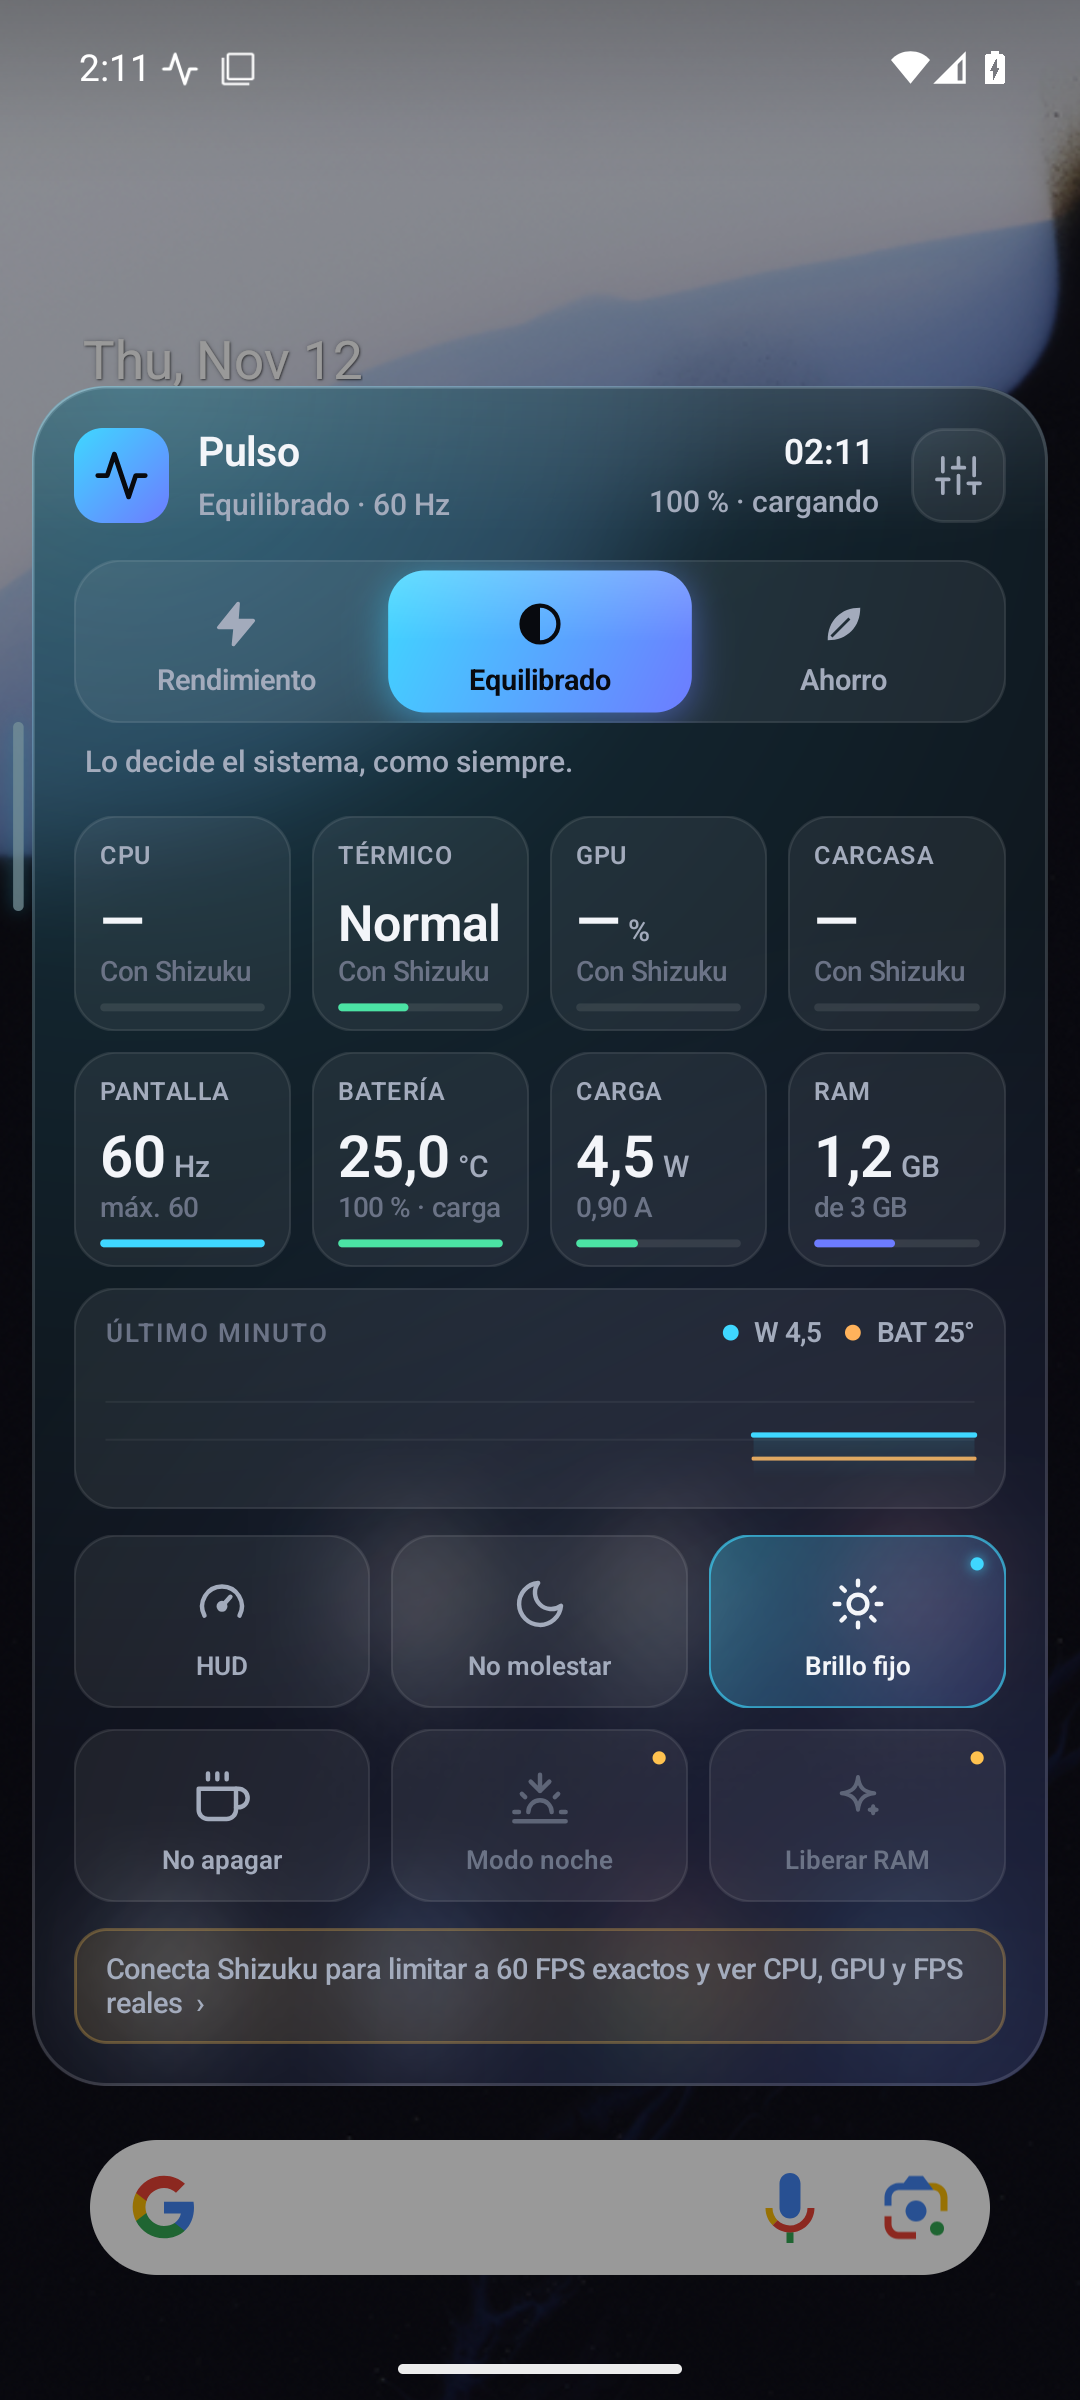 2:11
Thu, Nov 12
Pulso
Equilibrado · 60 Hz
02:11
100 % · cargando
Rendimiento
Equilibrado
Ahorro
Lo decide el sistema, como siempre.
CPU
—
Con Shizuku
TÉRMICO
Normal
Con Shizuku
GPU
— %
Con Shizuku
CARCASA
—
Con Shizuku
PANTALLA
60 Hz
máx. 60
BATERÍA
25,0 °C
100 % · carga
CARGA
4,5 W
0,90 A
RAM
1,2 GB
de 3 GB
ÚLTIMO MINUTO
W 4,5
BAT 25°
HUD
No molestar
Brillo fijo
No apagar
Modo noche
Liberar RAM
Conecta Shizuku para limitar a 60 FPS exactos y ver CPU, GPU y FPS
reales ›